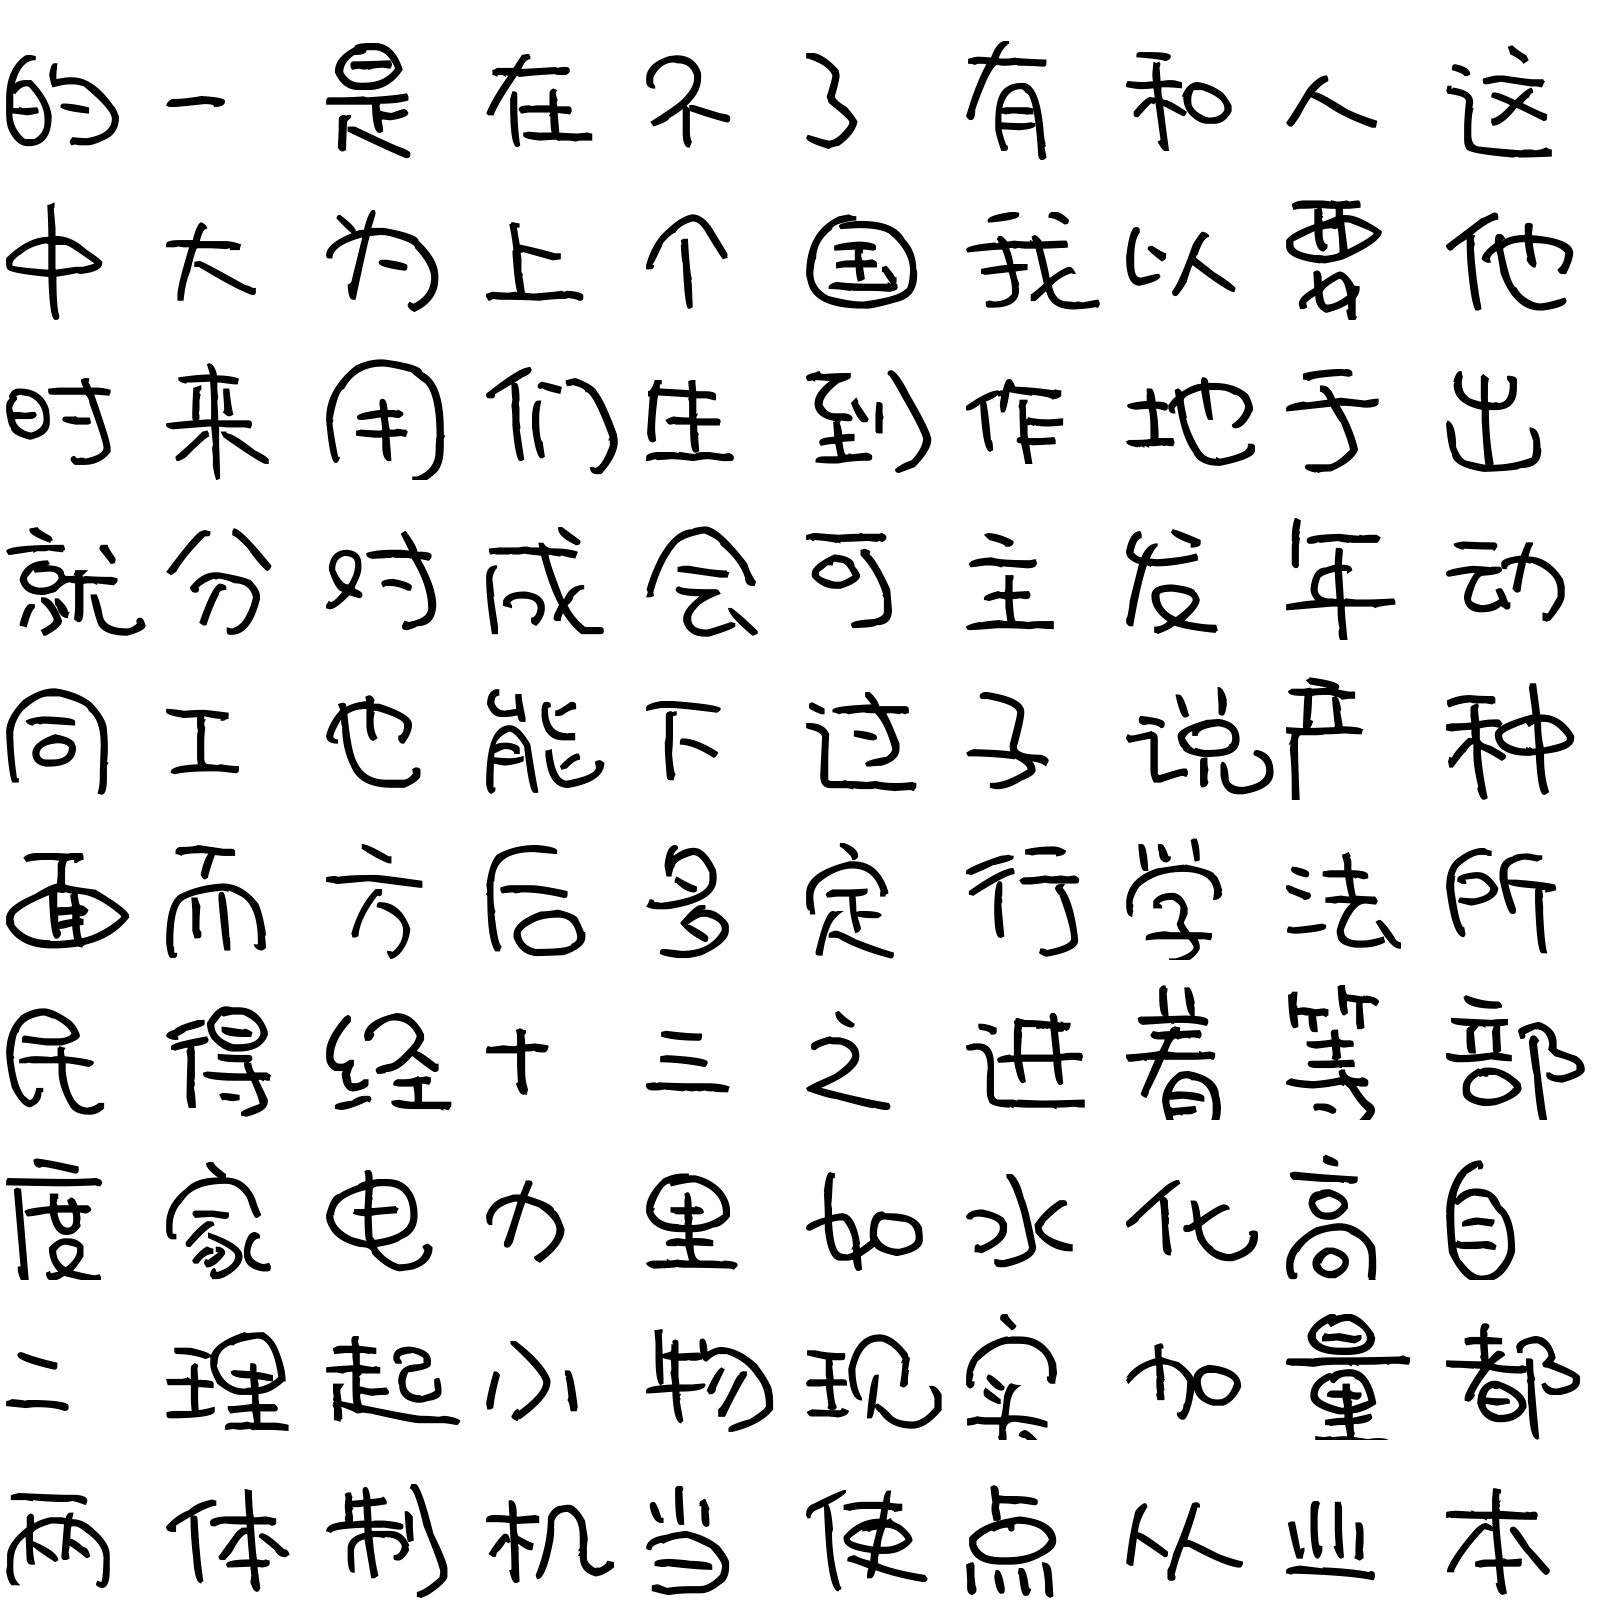 的一是在不了有和人这
中大为上个国我以要他
时来用们生到作地于出
就分对成会可主发年动
同工也能下过子说产种
面而方后多定行学法所
民得经十三之进着等部
度家电力里如水化高自
二理起小物现实加量都
两体制机当使点从业本